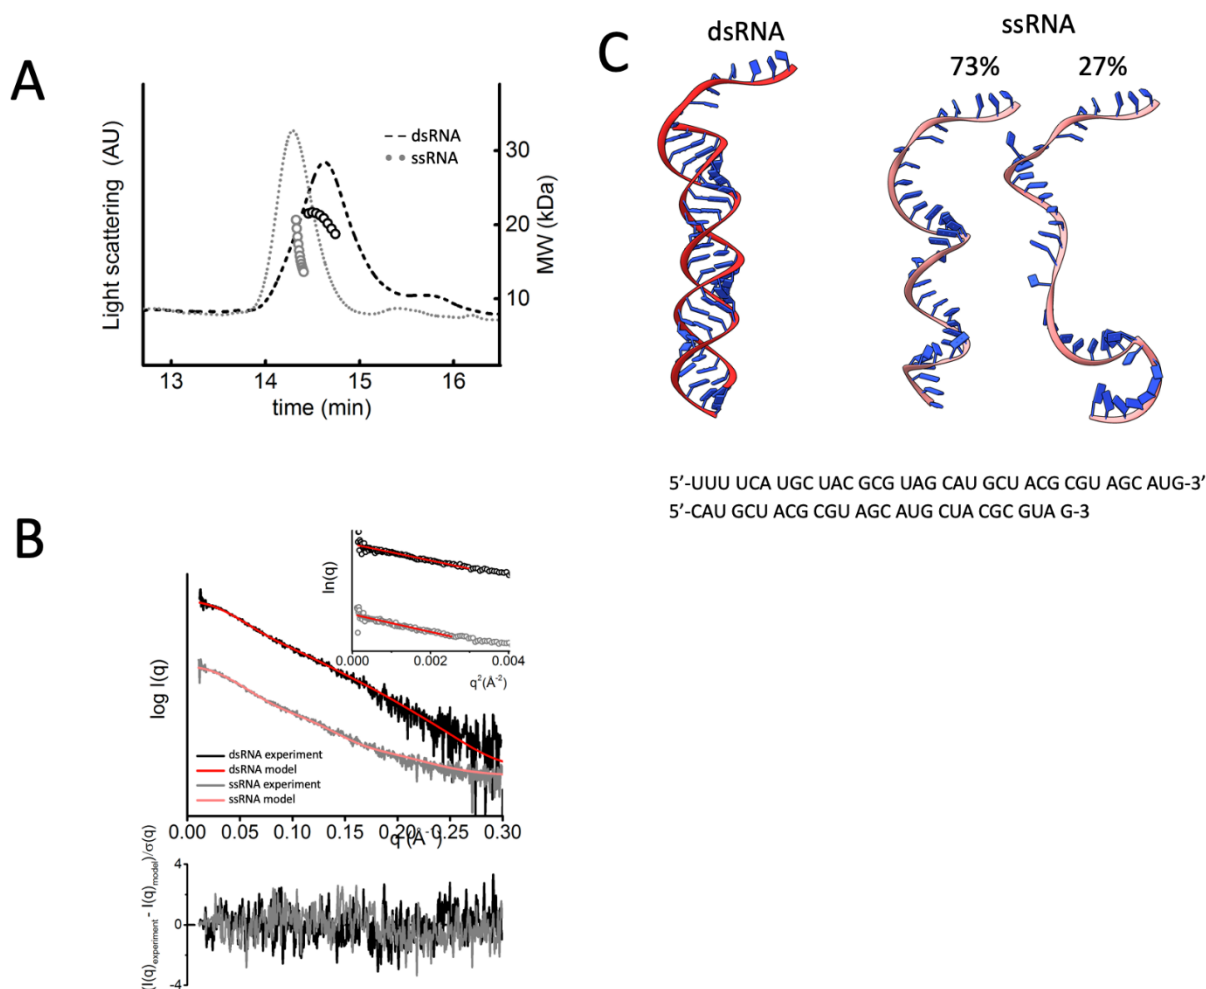 A
Light scattering (AU)
dsRNA
ssRNA
30
20
10
MW (kDa)
13 14 15 16
time (min)
C
dsRNA
ssRNA
73% 27%
5’-UUU UCA UGC UAC GCG UAG CAU GCU ACG CGU AGC AUG-3’
5’-CAU GCU ACG CGU AGC AUG CUA CGC GUA G-3
B
ln(q)
0.000 0.002 0.004
q²(Å⁻²)
log I(q)
dsRNA experiment
dsRNA model
ssRNA experiment
ssRNA model
0.00 0.05 0.10 0.15 0.20 0.25 0.30
q (Å⁻¹)
(I(q)experiment - I(q)model)/σ(q)
4
0
-4